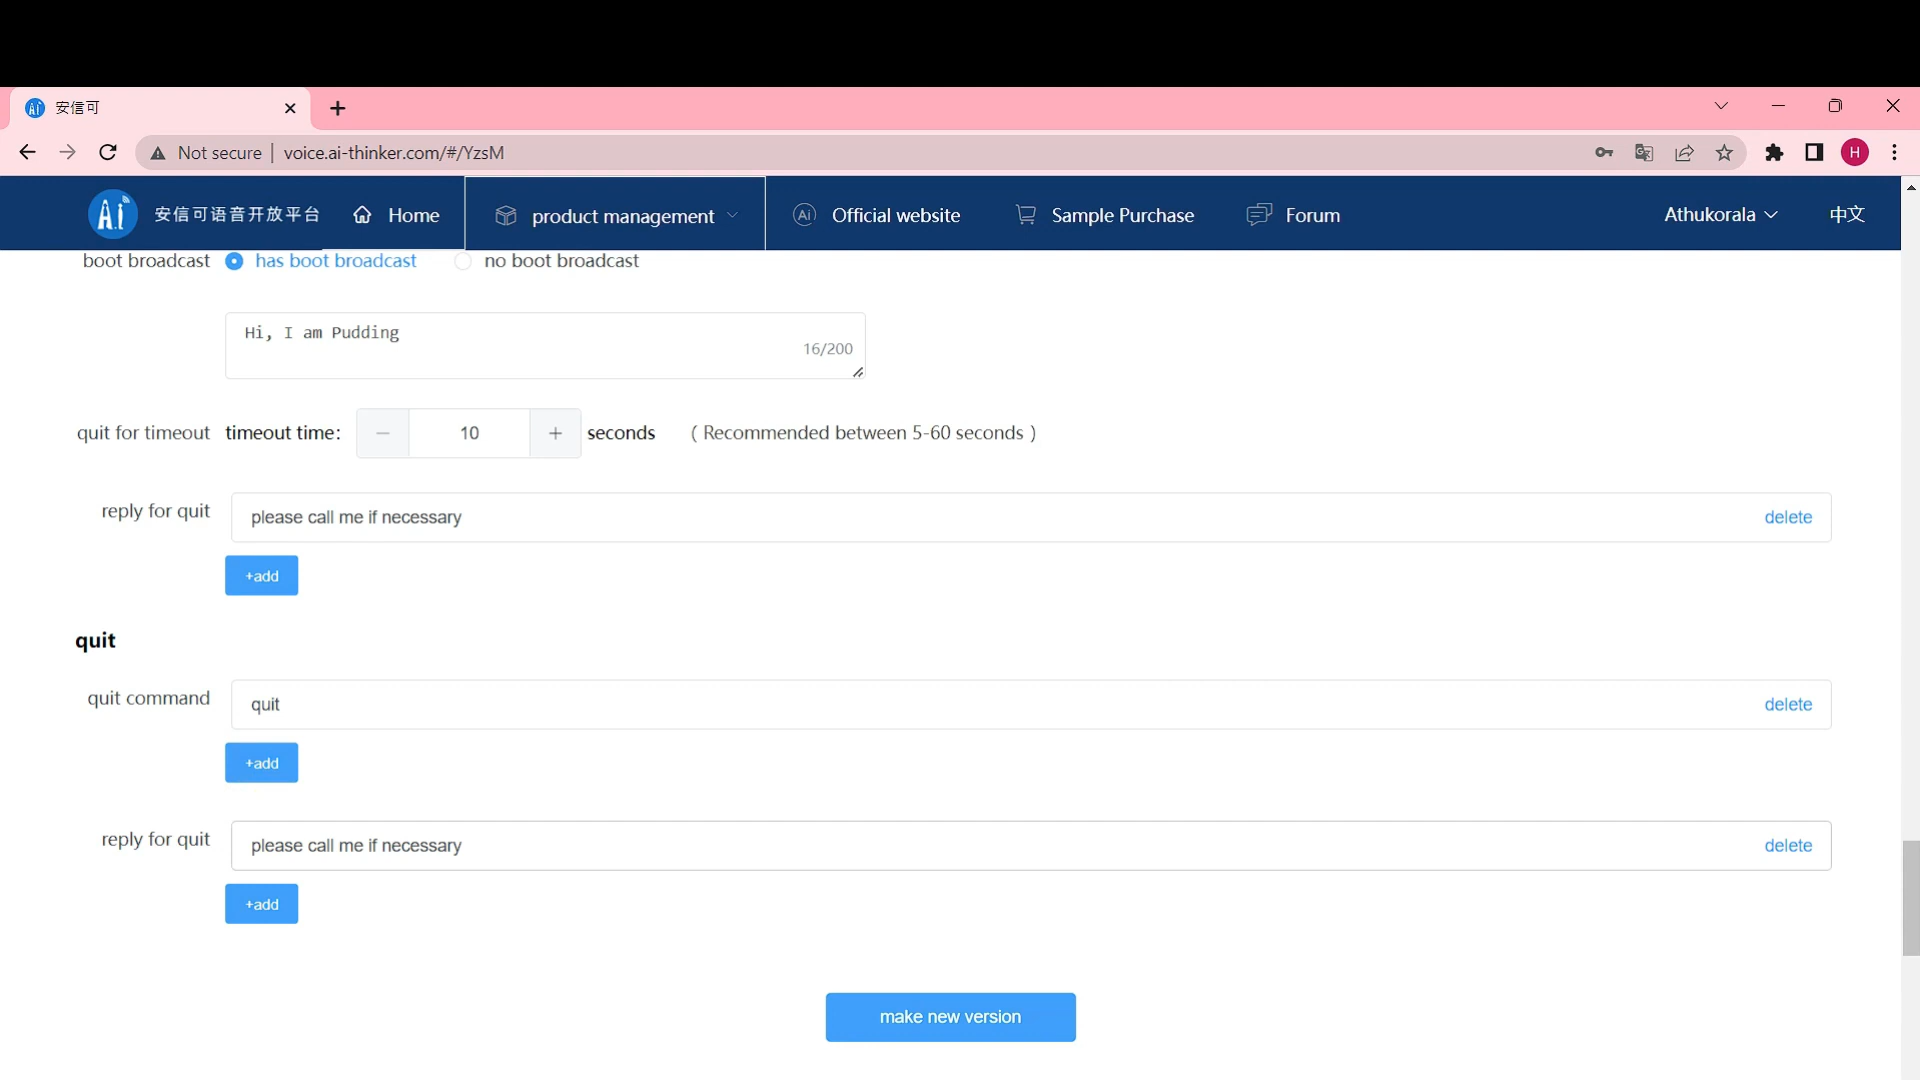 安信可
Not secure | voice.ai-thinker.com/#/YzsM
H
Ai 安信可语音开放平台 Home product management Official website Sample Purchase Forum Athukorala 中文
boot broadcast has boot broadcast no boot broadcast
Hi, I am Pudding
16/200
quit for timeout timeout time: − 10 + seconds ( Recommended between 5-60 seconds )
reply for quit please call me if necessary delete
+add
quit
quit command quit delete
+add
reply for quit please call me if necessary delete
+add
make new version